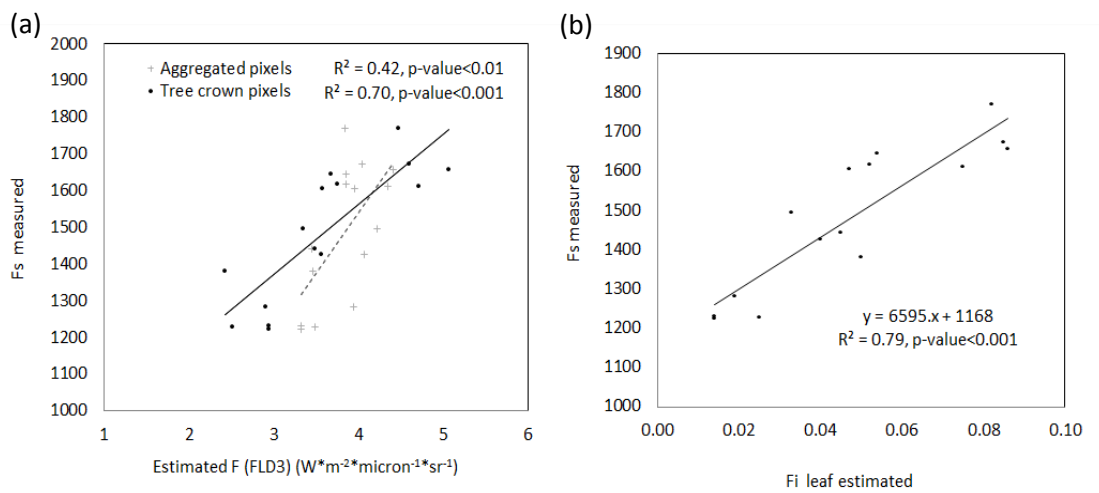 (a)
2000
1900
1800
1700
1600
1500
1400
1300
1200
1100
1000
Fs measured
+ Aggregated pixels
• Tree crown pixels
R² = 0.42, p-value<0.01
R² = 0.70, p-value<0.001
1 2 3 4 5 6
Estimated F (FLD3) (W*m⁻²*micron⁻¹*sr⁻¹)
(b)
1900
1800
1700
1600
1500
1400
1300
1200
1100
1000
Fs measured
y = 6595.x + 1168
R² = 0.79, p-value<0.001
0.00 0.02 0.04 0.06 0.08 0.10
Fi leaf estimated